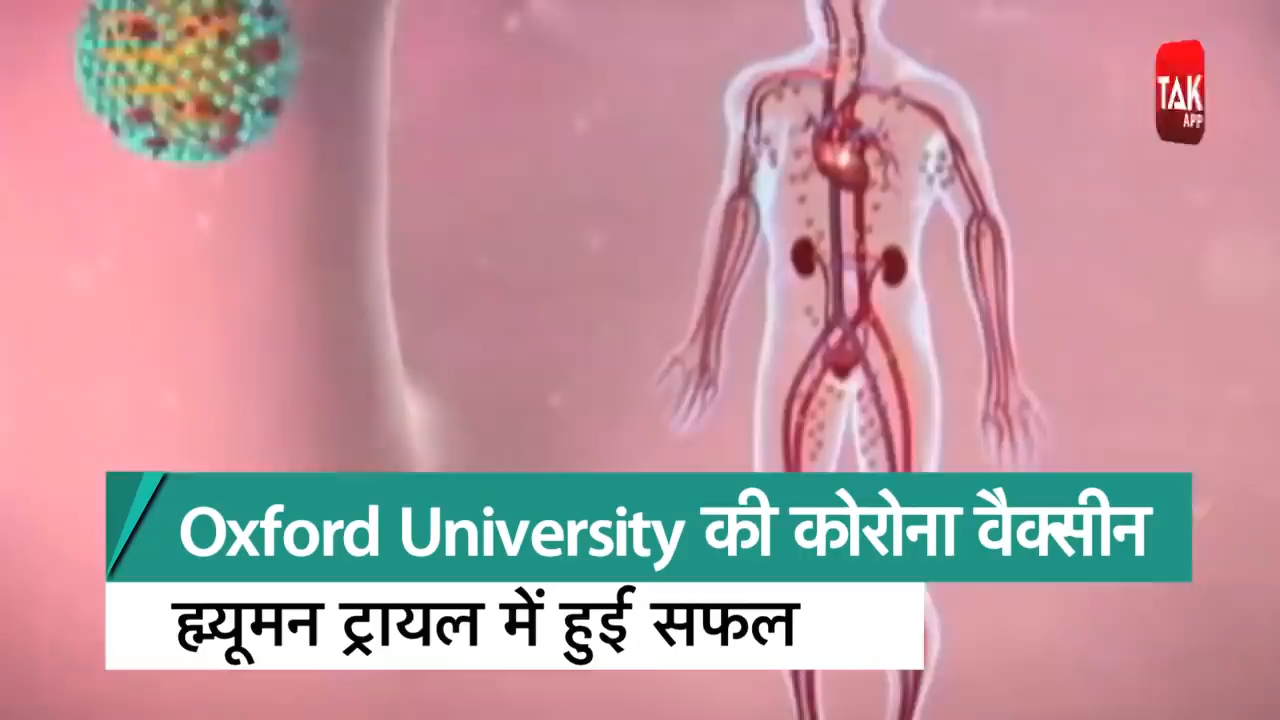 TAK
APP
Oxford University की कोरोना वैक्सीन
ह्यूमन ट्रायल में हुई सफल